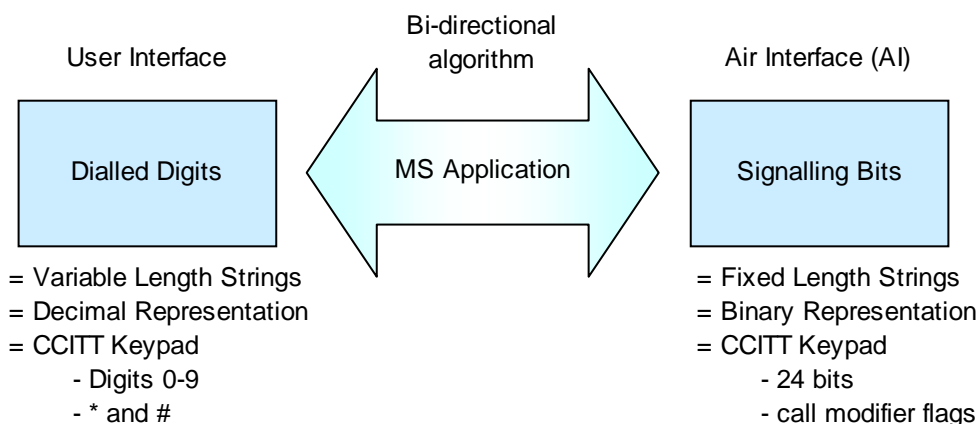 Bi-directional
algorithm
User Interface
Air Interface (AI)
Dialled Digits
MS Application
Signalling Bits
= Variable Length Strings
= Decimal Representation
= CCITT Keypad
- Digits 0-9
- * and #
= Fixed Length Strings
= Binary Representation
= CCITT Keypad
- 24 bits
- call modifier flags